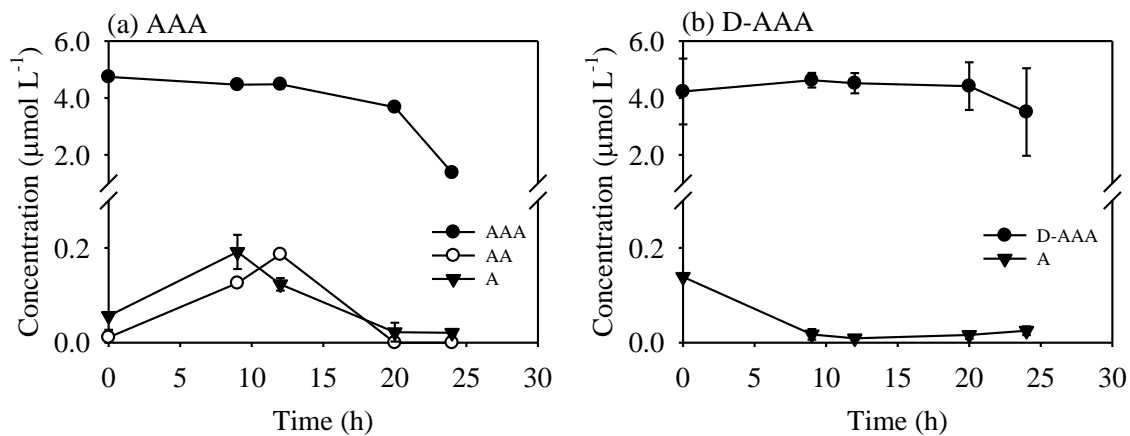 (a) AAA
Concentration (μmol L⁻¹)
6.0
4.0
2.0
0.2
0.0
AAA
AA
A
0 5 10 15 20 25 30
Time (h)
(b) D-AAA
Concentration (μmol L⁻¹)
6.0
4.0
2.0
0.2
0.0
D-AAA
A
0 5 10 15 20 25 30
Time (h)